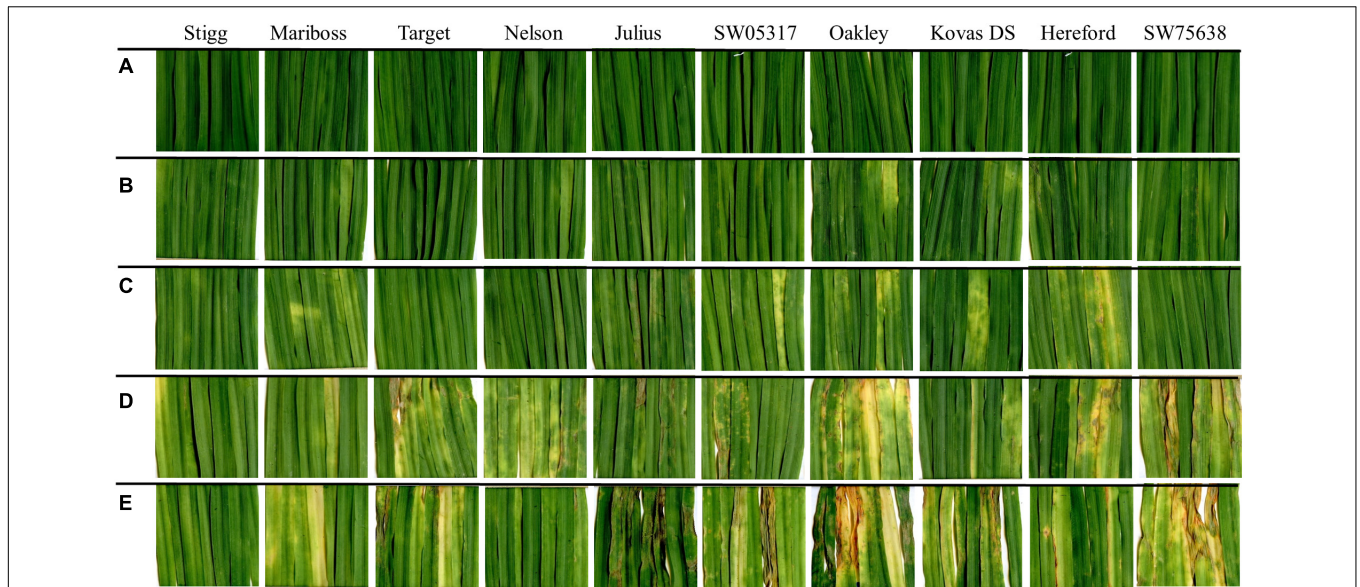 Stigg Mariboss Target Nelson Julius SW05317 Oakley Kovas DS Hereford SW75638
A
B
C
D
E